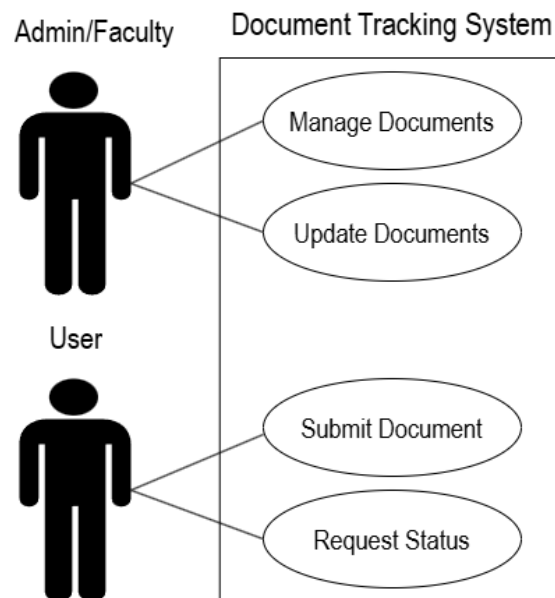 Admin/Faculty
Document Tracking System
Manage Documents
Update Documents
User
Submit Document
Request Status